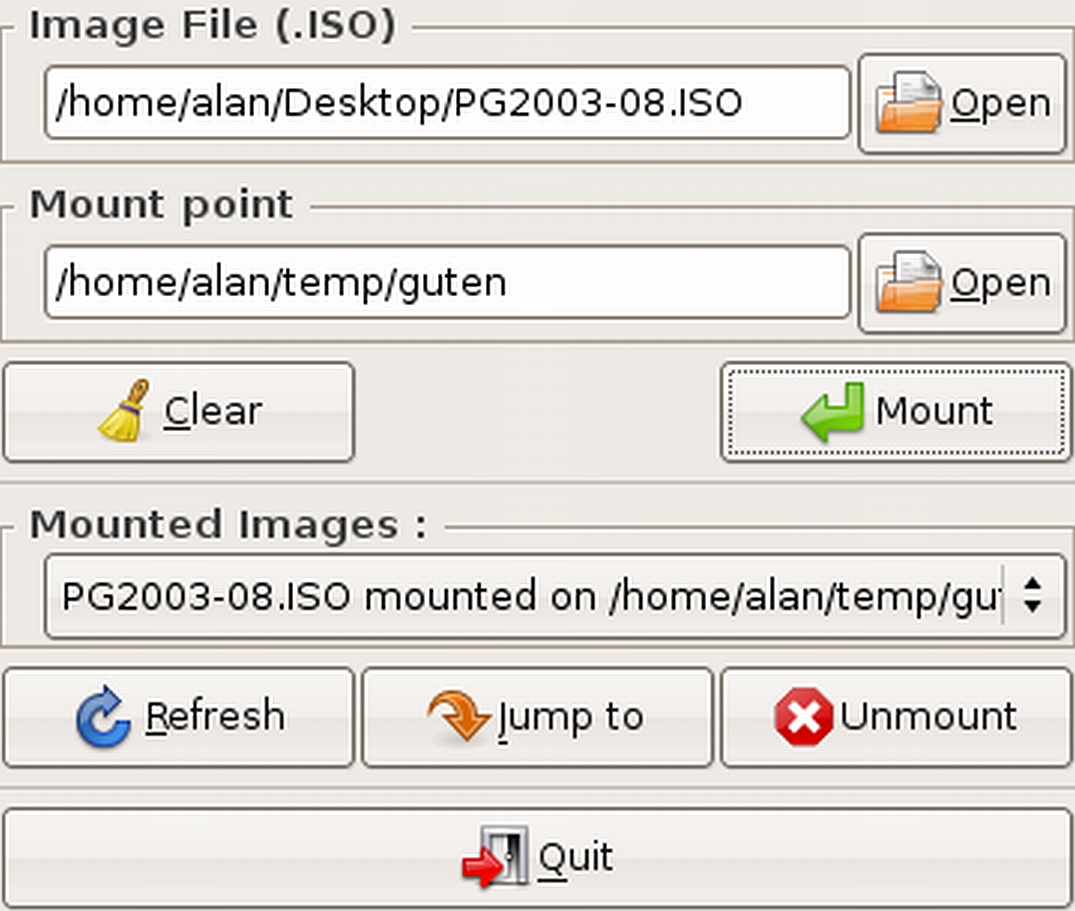 Image File (.ISO)
/home/alan/Desktop/PG2003-08.ISO
Open
Mount point
/home/alan/temp/guten
Open
Clear
Mount
Mounted Images :
PG2003-08.ISO mounted on /home/alan/temp/gu
Refresh
Jump to
Unmount
Quit